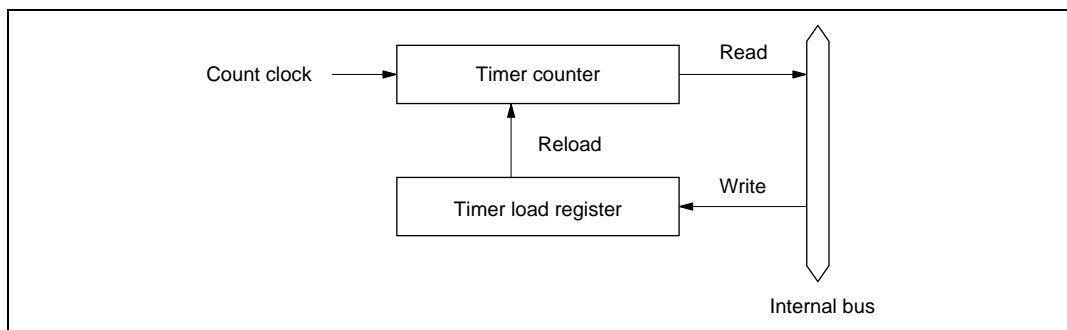 Read
Count clock
Timer counter
Reload
Write
Timer load register
Internal bus